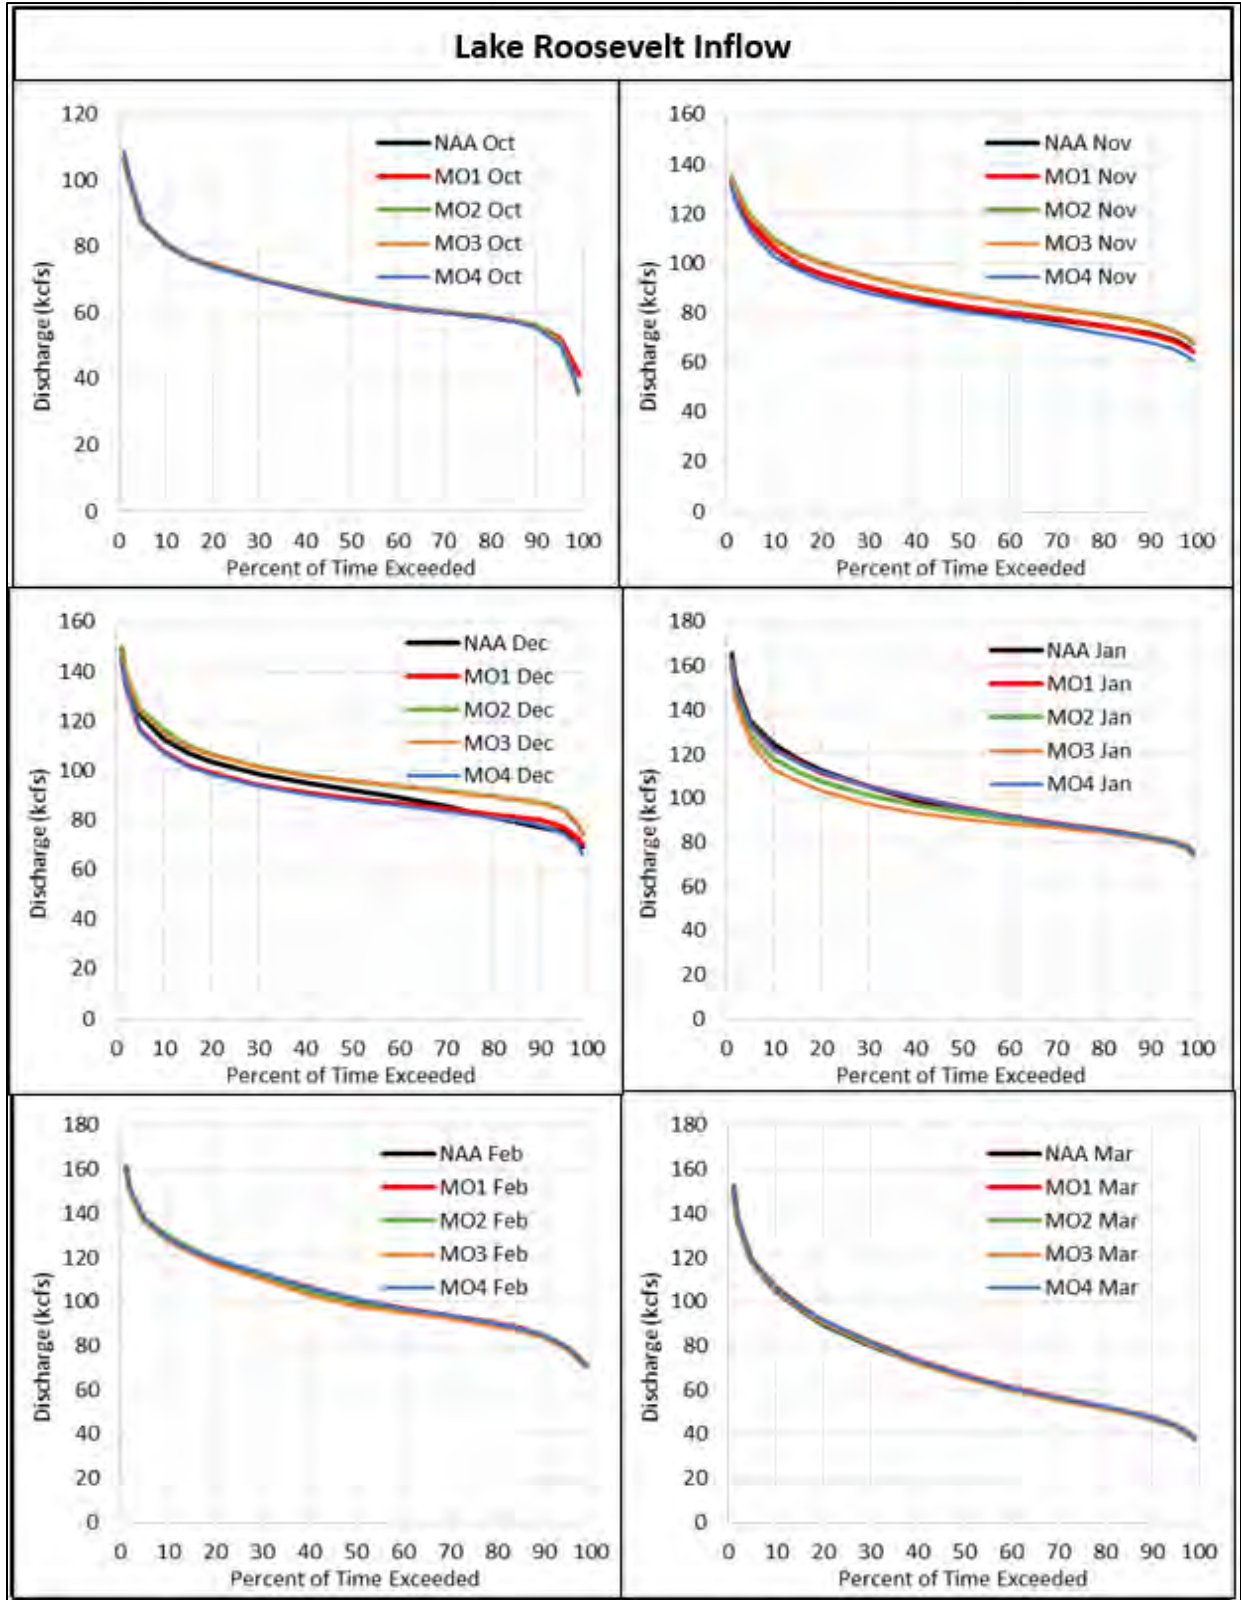 Lake Roosevelt Inflow
120
100
80
60
40
20
0
Discharge (kcfs)
NAA Oct
MO1 Oct
MO2 Oct
MO3 Oct
MO4 Oct
0 10 20 30 40 50 60 70 80 90 100
Percent of Time Exceeded
160
140
120
100
80
60
40
20
0
Discharge (kcfs)
NAA Nov
MO1 Nov
MO2 Nov
MO3 Nov
MO4 Nov
0 10 20 30 40 50 60 70 80 90 100
Percent of Time Exceeded
160
140
120
100
80
60
40
20
0
Discharge (kcfs)
NAA Dec
MO1 Dec
MO2 Dec
MO3 Dec
MO4 Dec
0 10 20 30 40 50 60 70 80 90 100
Percent of Time Exceeded
180
160
140
120
100
80
60
40
20
0
Discharge (kcfs)
NAA Jan
MO1 Jan
MO2 Jan
MO3 Jan
MO4 Jan
0 10 20 30 40 50 60 70 80 90 100
Percent of Time Exceeded
180
160
140
120
100
80
60
40
20
0
Discharge (kcfs)
NAA Feb
MO1 Feb
MO2 Feb
MO3 Feb
MO4 Feb
0 10 20 30 40 50 60 70 80 90 100
Percent of Time Exceeded
180
160
140
120
100
80
60
40
20
0
Discharge (kcfs)
NAA Mar
MO1 Mar
MO2 Mar
MO3 Mar
MO4 Mar
0 10 20 30 40 50 60 70 80 90 100
Percent of Time Exceeded